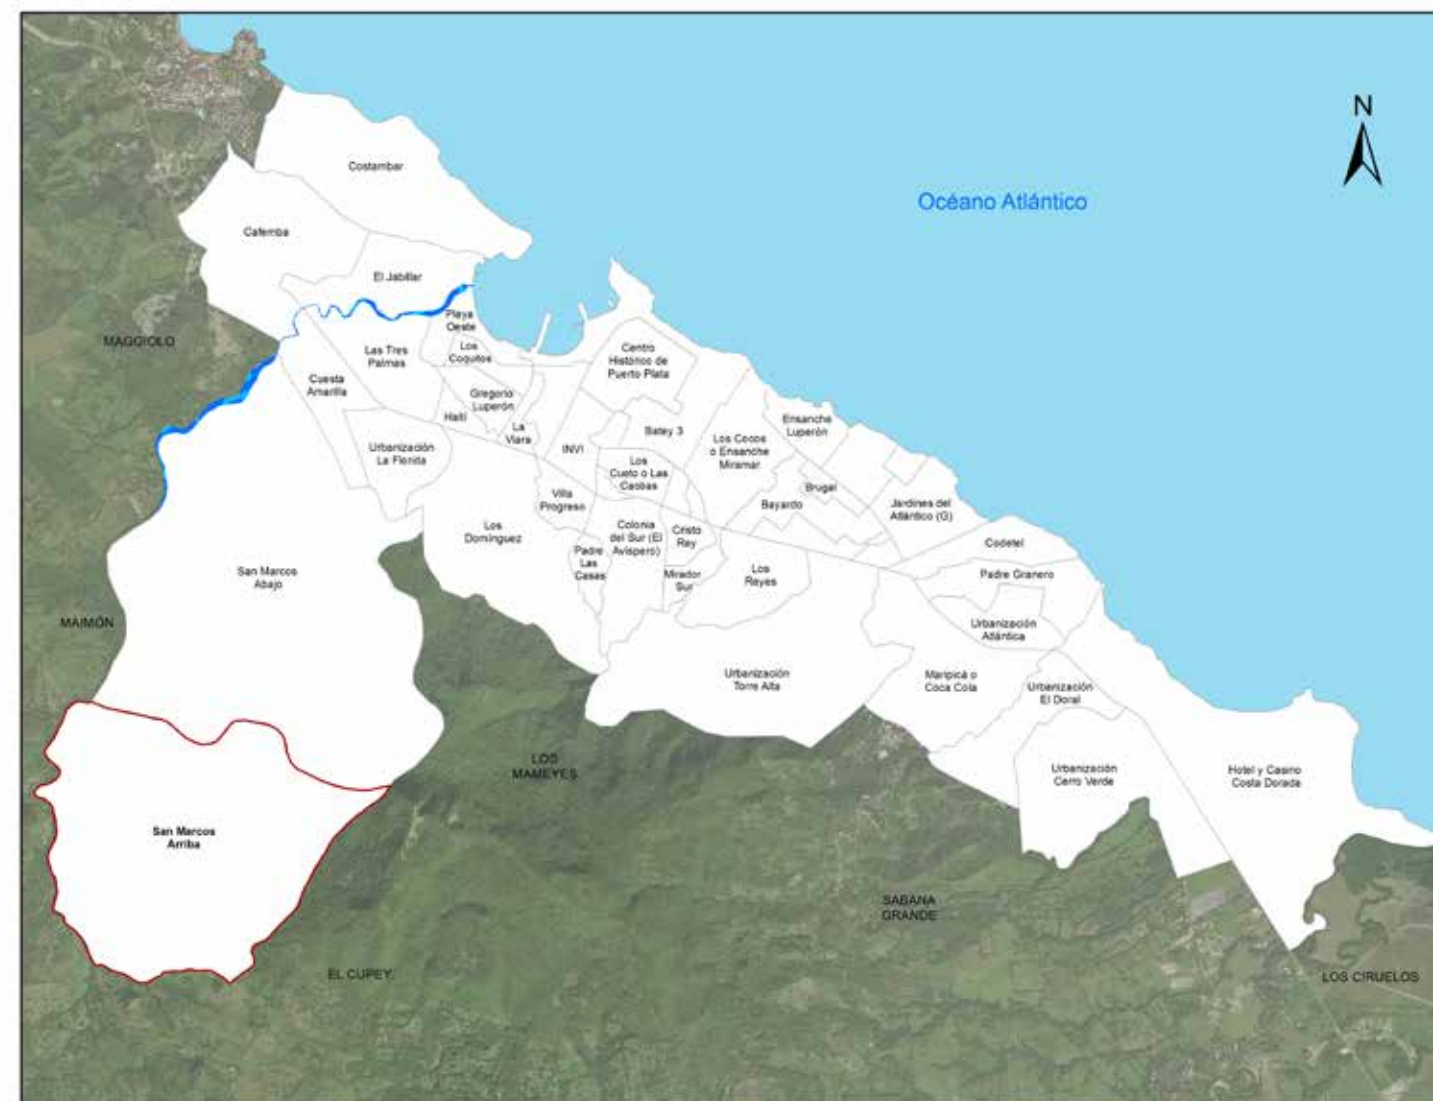 N
Océano Atlántico
Costambar
Cafemba
El Jabillar
MAGGIOLO
Playa
Oeste
Los
Coquitos
Las Tres
Palmas
Centro
Histórico de
Puerto Plata
Cuesta
Amarilla
Gregorio
Luperón
Haití
La
Viara
Urbanización
La Florida
INVI
Batey 3
Los Cocos
o Ensanche
Miramar
Ensanche
Luperón
Los
Cueto o Las
Caobas
Brugal
Bayardo
Jardines del
Atlántico (G)
Villa
Progreso
Los
Domínguez
Colonia
del Sur (El
Avispero)
Cristo
Rey
Codetel
Padre
Las
Casas
Mirador
Sur
Los
Reyes
Padre Granero
San Marcos
Abajo
MAIMÓN
Urbanización
Atlántica
Urbanización
Torre Alta
Maripicá o
Coca Cola
Urbanización
El Doral
LOS
MAMEYES
Urbanización
Cerro Verde
Hotel y Casino
Costa Dorada
San Marcos
Arriba
SABANA
GRANDE
EL CUPEY.
LOS CIRUELOS